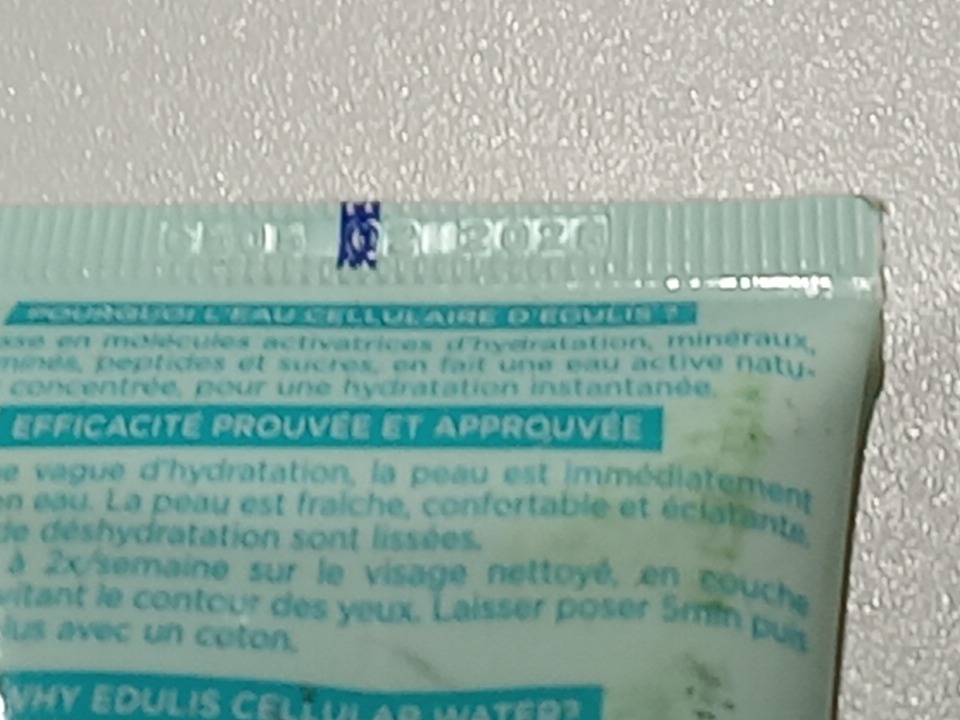 POURQUOI L'EAU CELLULAIRE D'EDULIS ?
en molécules activatrices d'hydratation, minéraux,
peptides et sucres, en fait une eau active natu-
concentrée, pour une hydratation instantanée.
EFFICACITÉ PROUVÉE ET APPROUVÉE
vague d'hydratation, la peau est immédiatement
en eau. La peau est fraîche, confortable et éclatante,
de déshydratation sont lissées.
à 2x/semaine sur le visage nettoyé, en couche
le contour des yeux. Laisser poser 5min puis
avec un coton.
WHY EDULIS CELLULAR WATER?